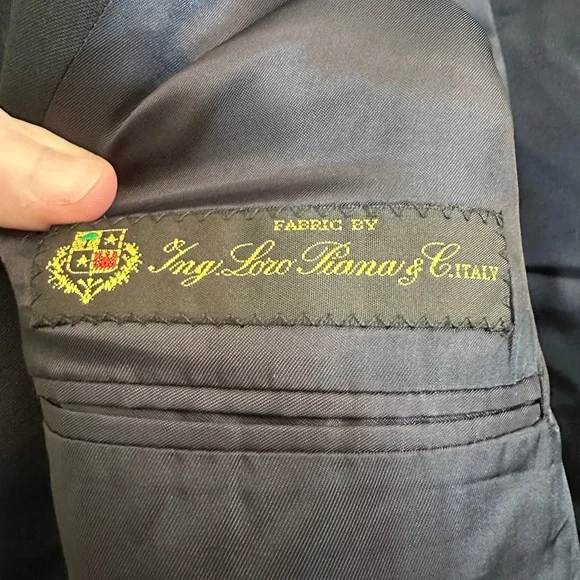 FABRIC BY
Ing. Loro Piana & C. ITALY